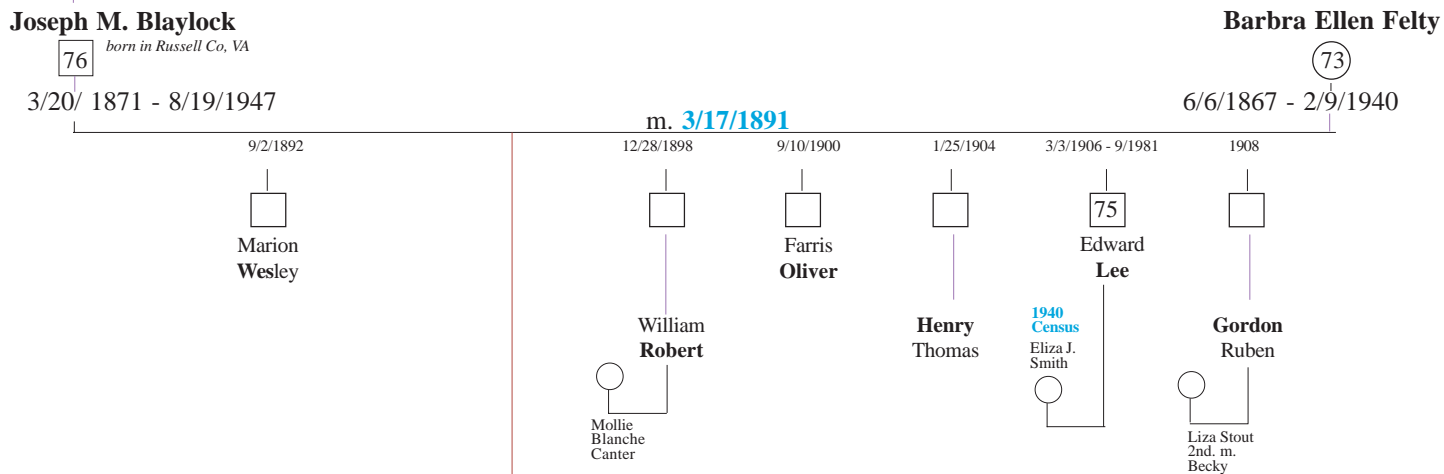 Joseph M. Blaylock
born in Russell Co, VA
76
3/20/ 1871 - 8/19/1947
Barbra Ellen Felty
73
6/6/1867 - 2/9/1940
m. 3/17/1891
9/2/1892
Marion
Wesley
12/28/1898
William
Robert
Mollie
Blanche
Canter
9/10/1900
Farris
Oliver
1/25/1904
Henry
Thomas
3/3/1906 - 9/1981
75
Edward
Lee
1940
Census
Eliza J.
Smith
1908
Gordon
Ruben
Liza Stout
2nd. m.
Becky